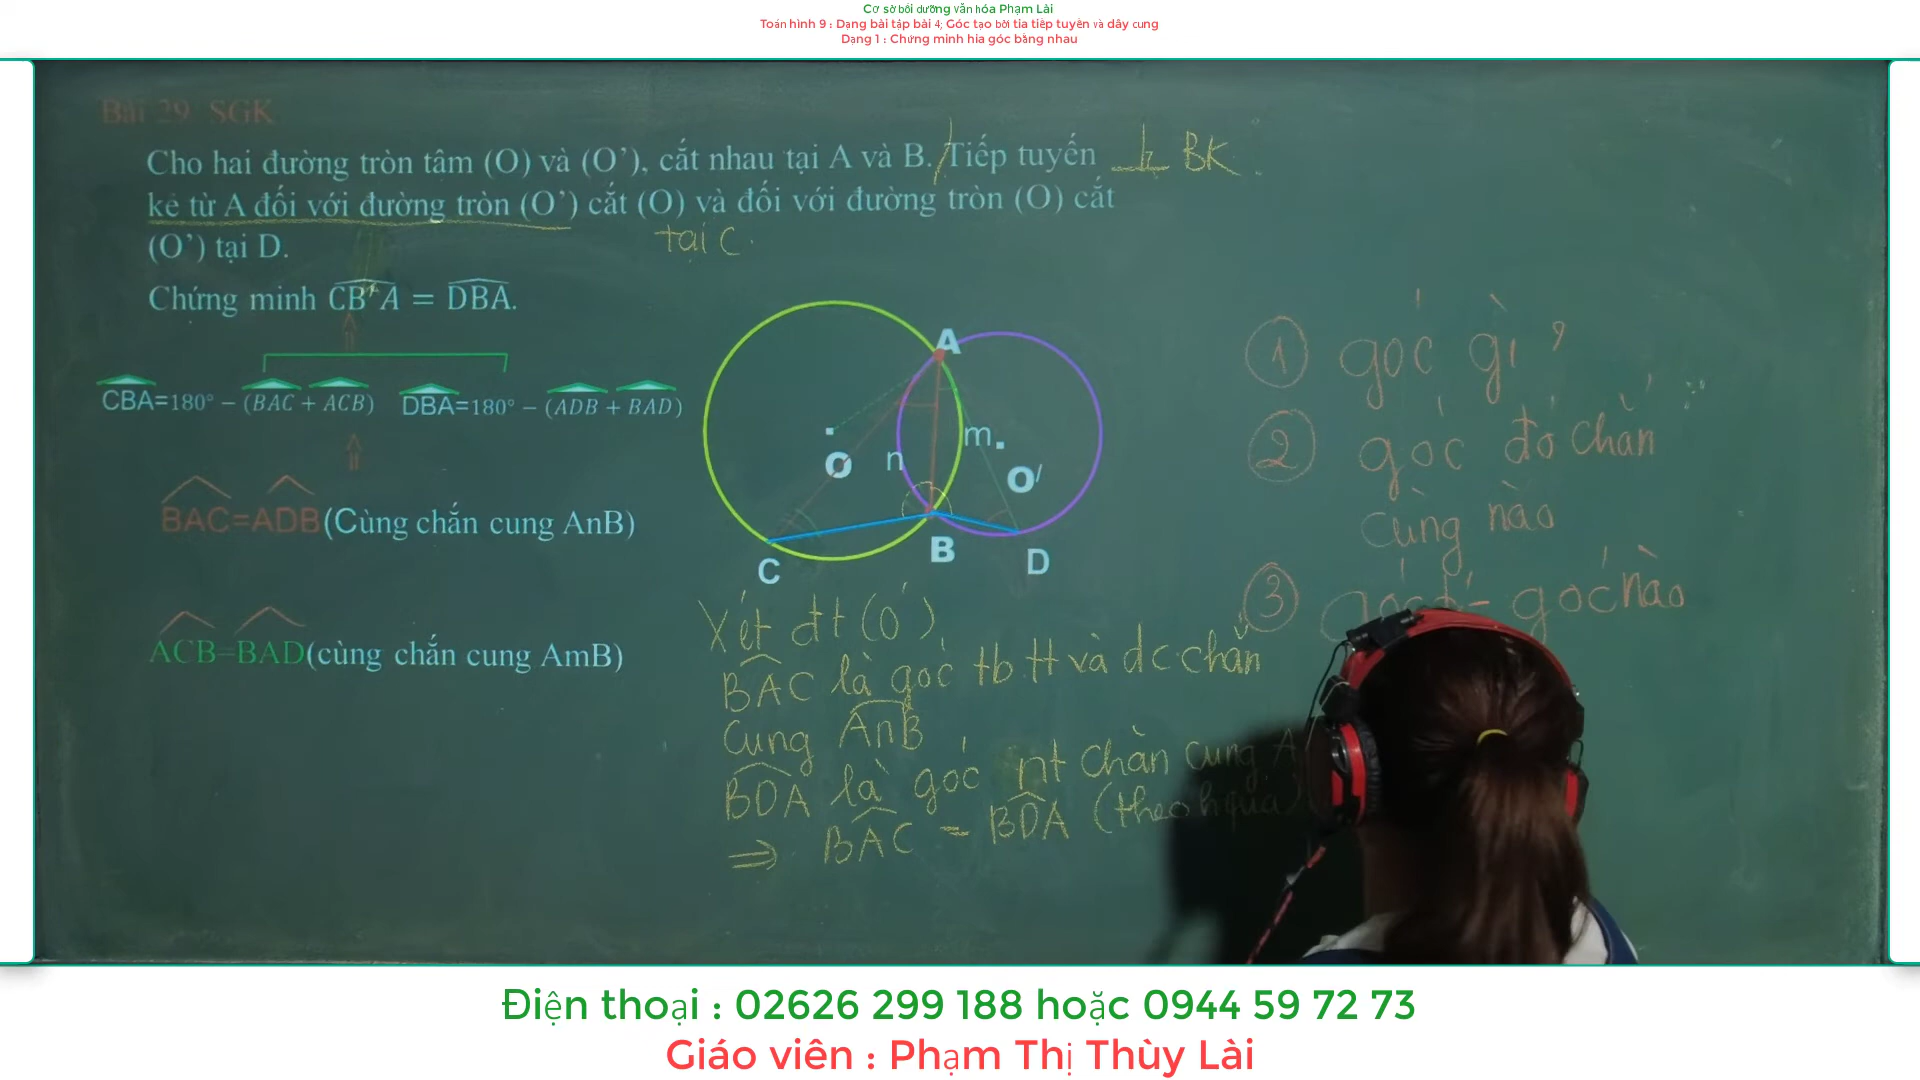 Cơ sở bồi dưỡng văn hóa Phạm Lài
Toán hình 9 : Dạng bài tập bài 4; Góc tạo bởi tia tiếp tuyến và dây cung
Dạng 1 : Chứng minh hia góc bằng nhau
Bài 29 SGK
Cho hai đường tròn tâm (O) và (O’), cắt nhau tại A và B. Tiếp tuyến
BK
kẻ từ A đối với đường tròn (O’) cắt (O) và đối với đường tròn (O) cắt
tại C.
(O’) tại D.
Chứng minh CBA = DBA.
CBA=180° − (BAC + ACB) DBA=180° − (ADB + BAD)
BAC=ADB(Cùng chắn cung AnB)
ACB=BAD(cùng chắn cung AmB)
A
m
n
O
O'
B
C
D
① góc gì ?
② góc đó chắn
cung nào
③ góc nào
Xét đt (O')
BAC là góc tb tt và dc chắn
cung AnB
BDA là góc nt chắn cung A
⇒ BAC = BDA (theo hquả)
Điện thoại : 02626 299 188 hoặc 0944 59 72 73
Giáo viên : Phạm Thị Thùy Lài